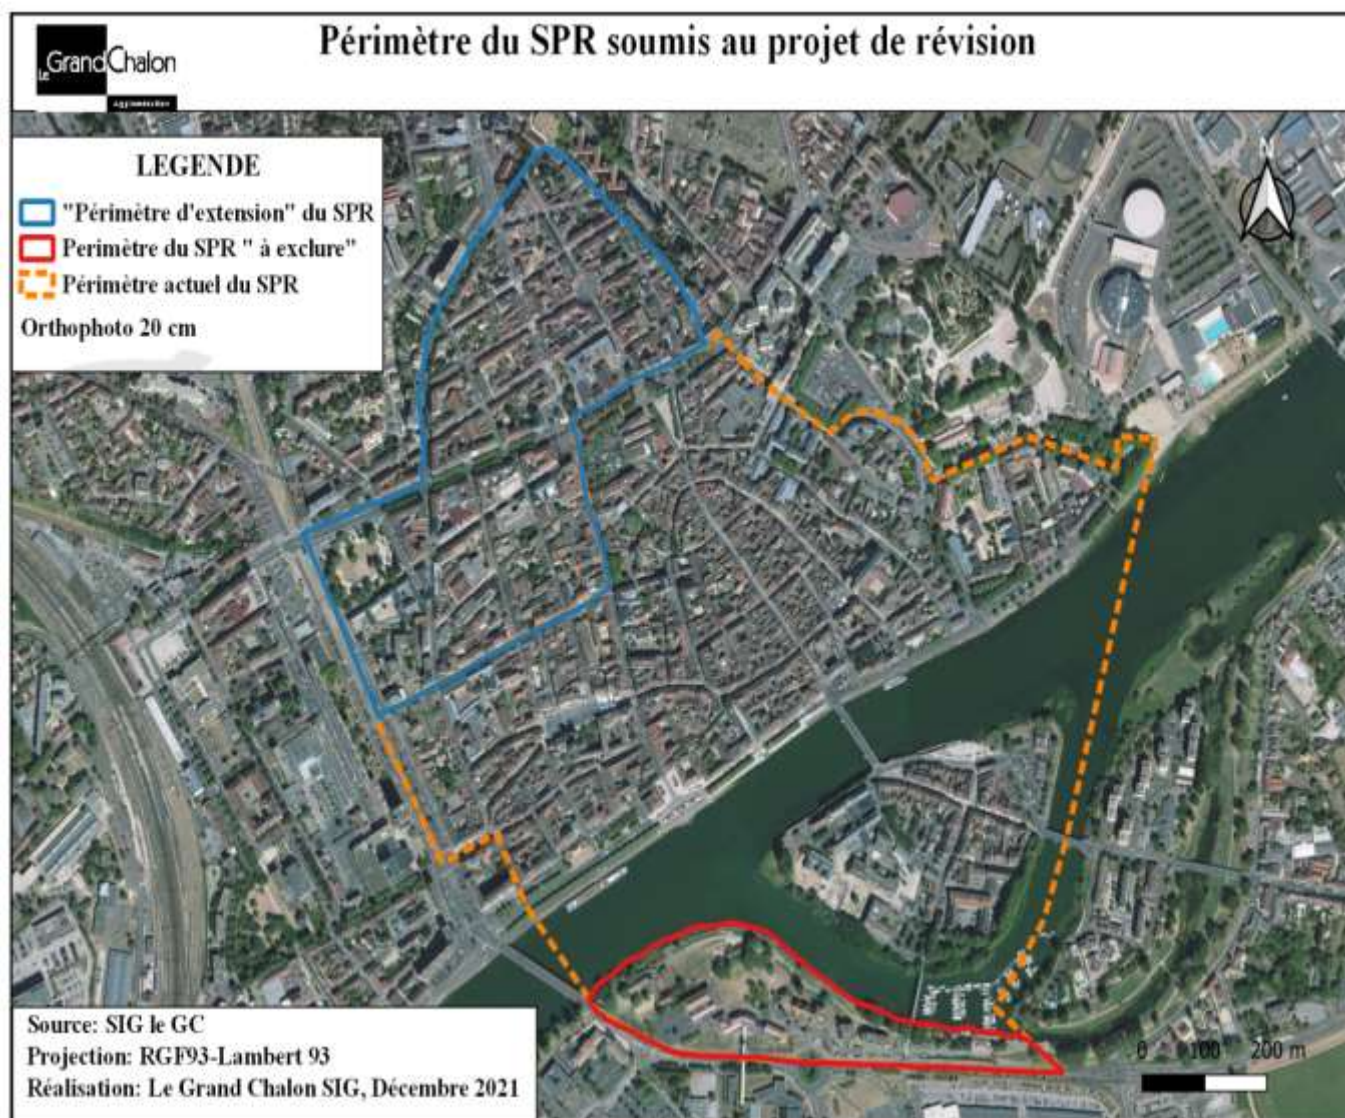 Périmètre du SPR soumis au projet de révision
Le GrandChalon
Agglomération
LEGENDE
"Périmètre d'extension" du SPR
Perimètre du SPR " à exclure"
Périmètre actuel du SPR
Orthophoto 20 cm
N
Source: SIG le GC
Projection: RGF93-Lambert 93
Réalisation: Le Grand Chalon SIG, Décembre 2021
0 100 200 m